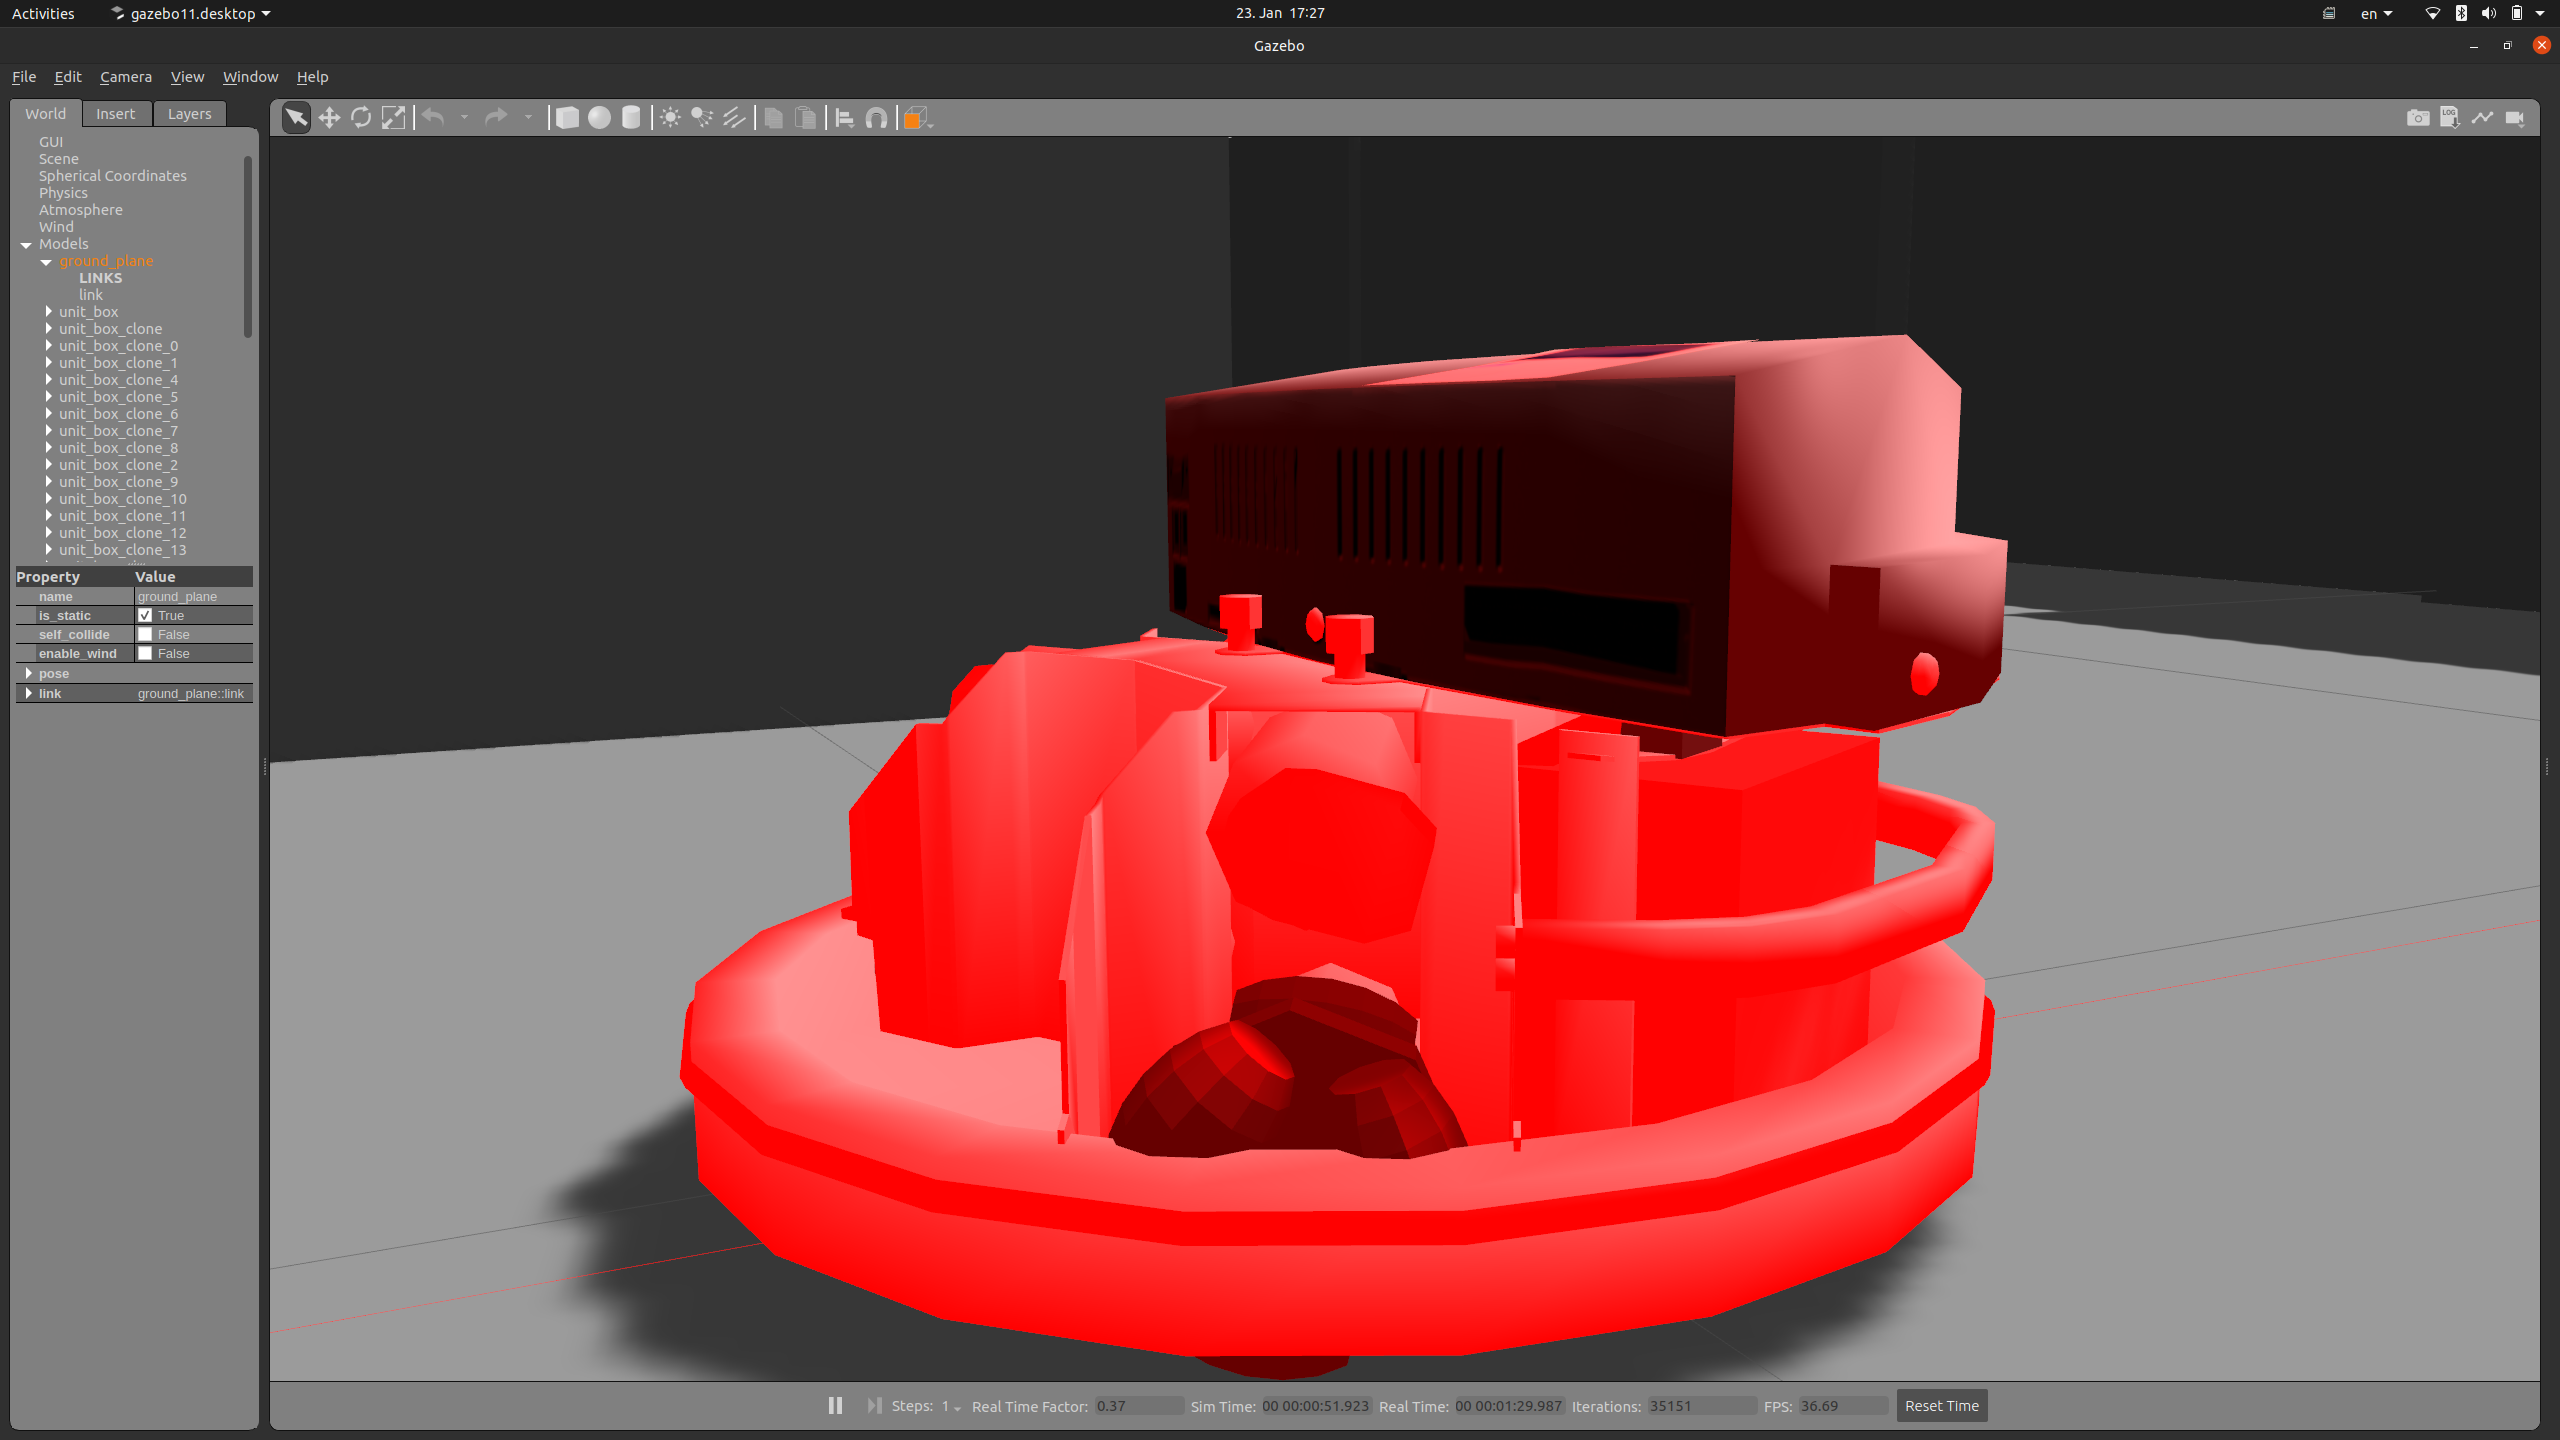 Activities gazebo11.desktop 23. Jan 17:27 en
Gazebo
File Edit Camera View Window Help
World Insert Layers
GUI
Scene
Spherical Coordinates
Physics
Atmosphere
Wind
Models
ground_plane
LINKS
link
unit_box
unit_box_clone
unit_box_clone_0
unit_box_clone_1
unit_box_clone_4
unit_box_clone_5
unit_box_clone_6
unit_box_clone_7
unit_box_clone_8
unit_box_clone_2
unit_box_clone_9
unit_box_clone_10
unit_box_clone_11
unit_box_clone_12
unit_box_clone_13
Property Value
name ground_plane
is_static True
self_collide False
enable_wind False
pose
link ground_plane::link
LOG
Steps: 1 Real Time Factor: 0.37 Sim Time: 00 00:00:51.923 Real Time: 00 00:01:29.987 Iterations: 35151 FPS: 36.69 Reset Time